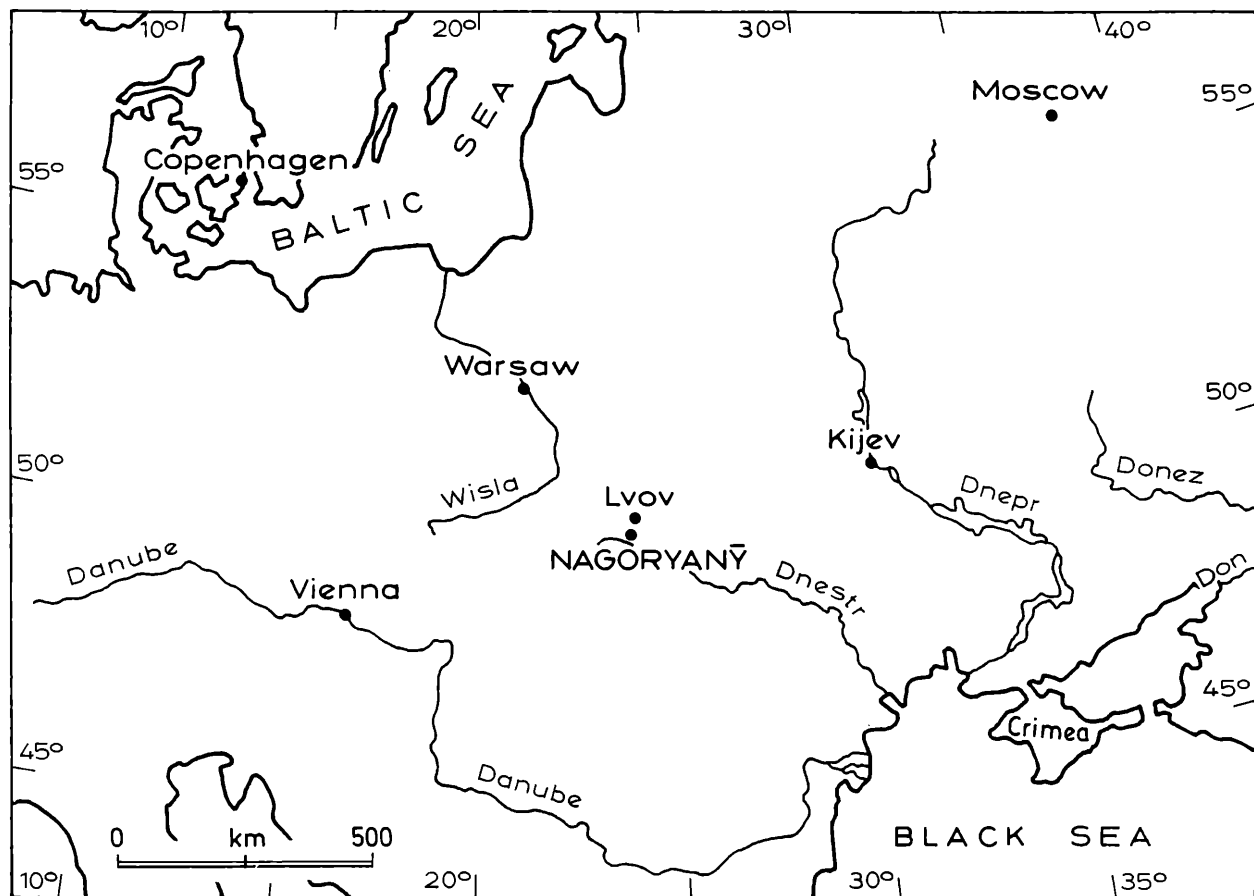 10° 20° 30° 40°
Moscow
55°
SEA
Copenhagen
55°
BALTIC
Warsaw
50°
Kijev
50°
Wisla
Donez
Lvov
Dnepr
NAGORYANȲ
Danube
Dnestr
Don
Vienna
45°
Crimea
45°
Danube
0 km 500
BLACK SEA
10° 20° 30° 35°